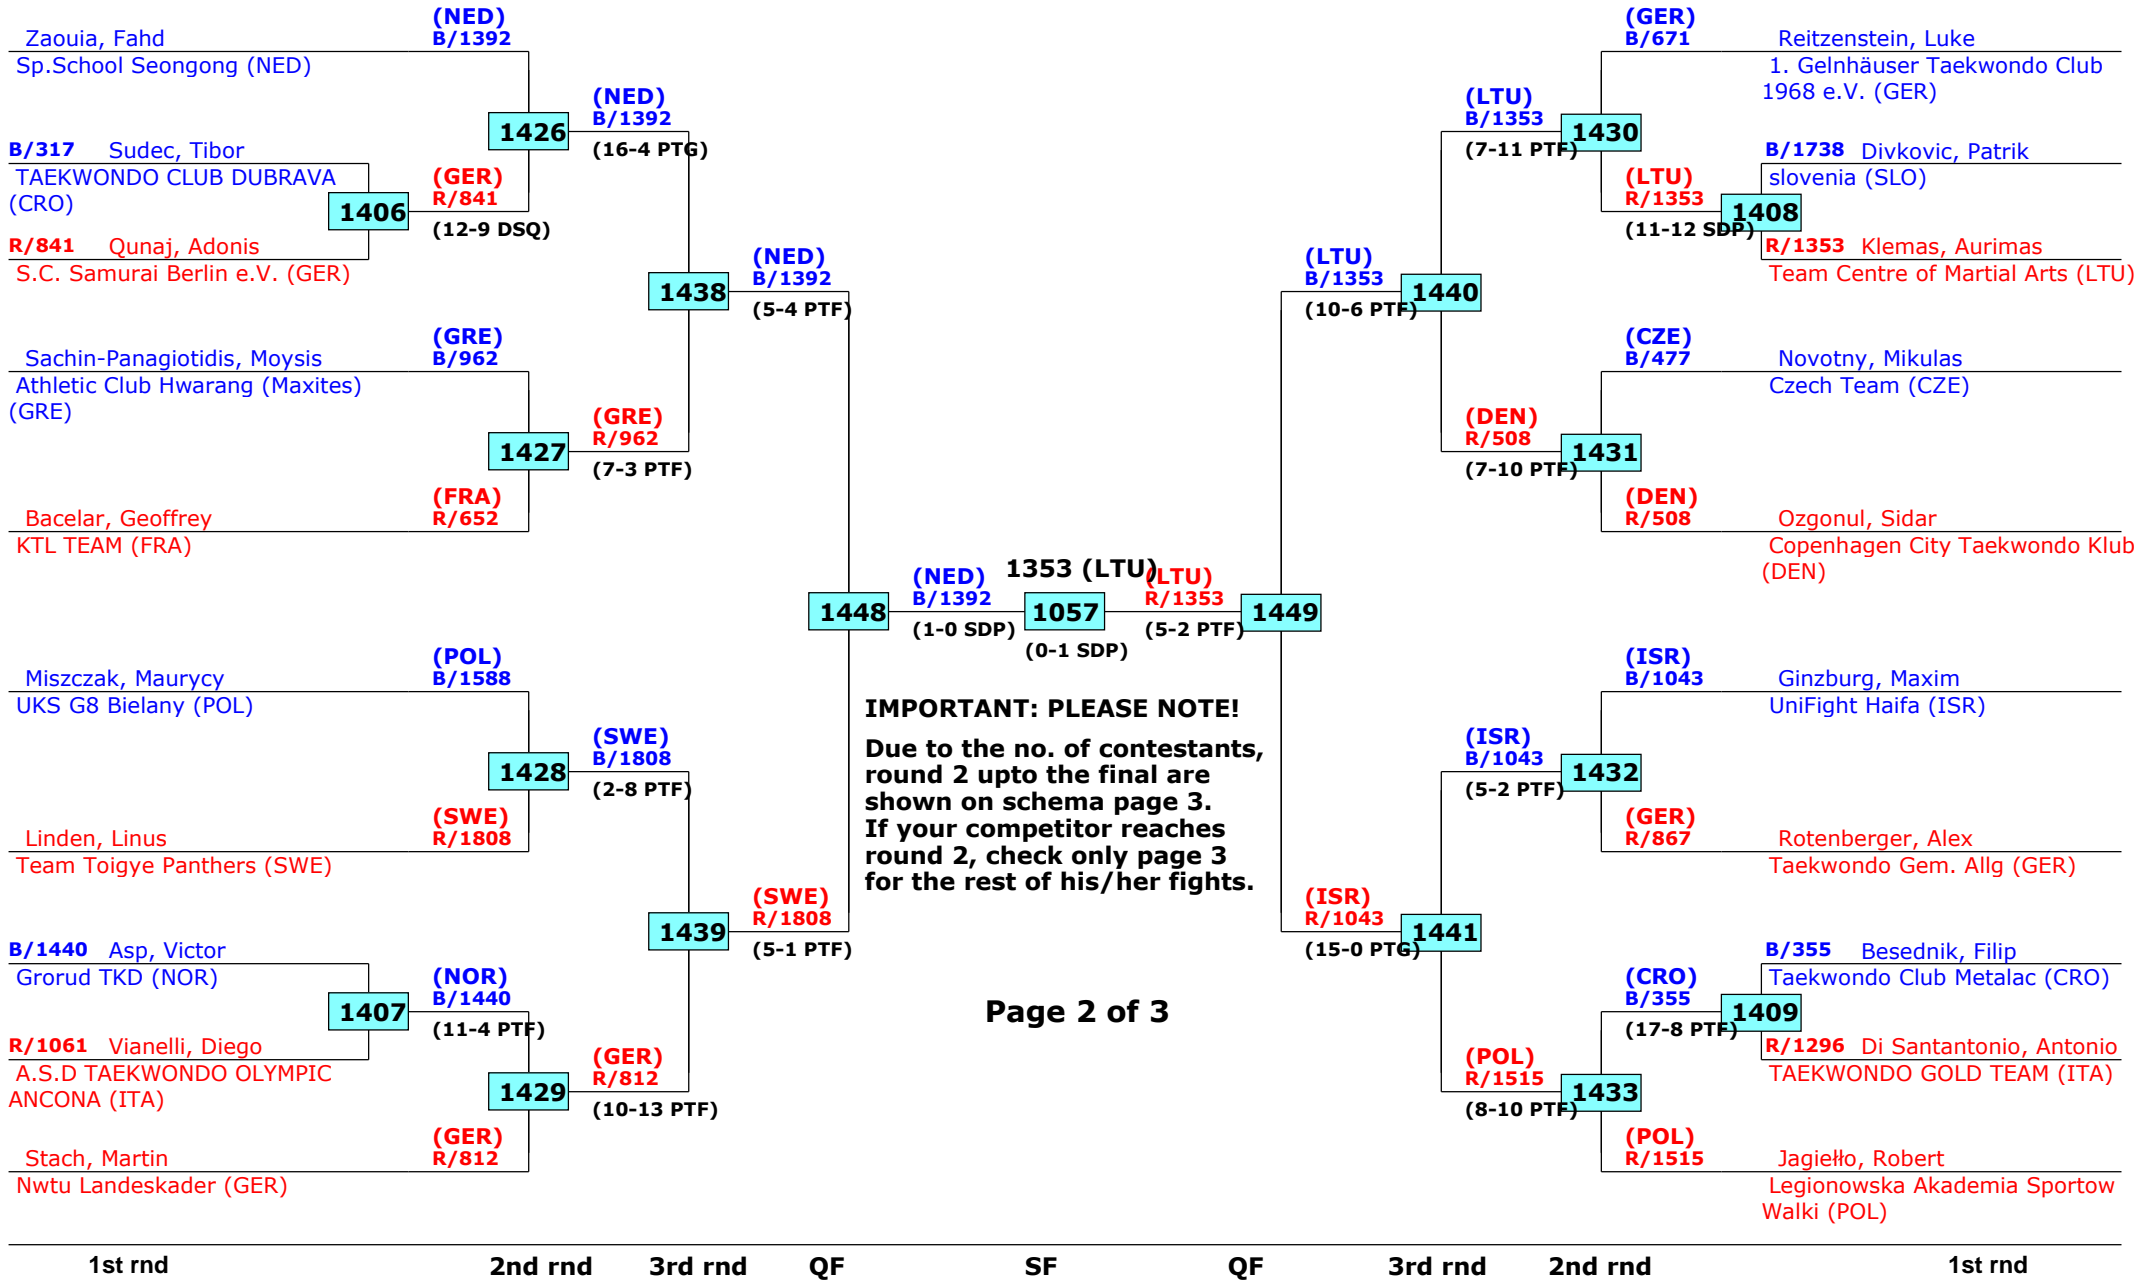 (NED)
Zaouia, Fahd B/1392
Sp.School Seongong (NED)
(NED)
B/1392
1426
(16-4 PTG)
B/317 Sudec, Tibor
TAEKWONDO CLUB DUBRAVA
(CRO)
(GER)
R/841
1406
(12-9 DSQ)
R/841 Qunaj, Adonis
S.C. Samurai Berlin e.V. (GER)
(NED)
B/1392
1438
(5-4 PTF)
(GRE)
Sachin-Panagiotidis, Moysis B/962
Athletic Club Hwarang (Maxites)
(GRE)
(GRE)
R/962
1427
(7-3 PTF)
(FRA)
Bacelar, Geoffrey R/652
KTL TEAM (FRA)
(NED)
B/1392
1448
(1-0 SDP)
1353 (LTU)
1057
(0-1 SDP)
(LTU)
R/1353
1449
(5-2 PTF)
(POL)
Miszczak, Maurycy B/1588
UKS G8 Bielany (POL)
(SWE)
B/1808
1428
(2-8 PTF)
(SWE)
Linden, Linus R/1808
Team Toigye Panthers (SWE)
(SWE)
R/1808
1439
(5-1 PTF)
B/1440 Asp, Victor
Grorud TKD (NOR)
(NOR)
B/1440
1407
(11-4 PTF)
R/1061 Vianelli, Diego
A.S.D TAEKWONDO OLYMPIC
ANCONA (ITA)
(GER)
R/812
1429
(10-13 PTF)
(GER)
Stach, Martin R/812
Nwtu Landeskader (GER)
IMPORTANT: PLEASE NOTE!
Due to the no. of contestants,
round 2 upto the final are
shown on schema page 3.
If your competitor reaches
round 2, check only page 3
for the rest of his/her fights.
Page 2 of 3
(GER)
B/671 Reitzenstein, Luke
1. Gelnhäuser Taekwondo Club
1968 e.V. (GER)
(LTU)
B/1353
1430
(7-11 PTF)
B/1738 Divkovic, Patrik
slovenia (SLO)
(LTU)
R/1353
1408
(11-12 SDP)
R/1353 Klemas, Aurimas
Team Centre of Martial Arts (LTU)
(LTU)
B/1353
1440
(10-6 PTF)
(CZE)
B/477 Novotny, Mikulas
Czech Team (CZE)
(DEN)
R/508
1431
(7-10 PTF)
(DEN)
R/508 Ozgonul, Sidar
Copenhagen City Taekwondo Klub
(DEN)
(ISR)
B/1043 Ginzburg, Maxim
UniFight Haifa (ISR)
(ISR)
B/1043
1432
(5-2 PTF)
(GER)
R/867 Rotenberger, Alex
Taekwondo Gem. Allg (GER)
(ISR)
R/1043
1441
(15-0 PTG)
B/355 Besednik, Filip
Taekwondo Club Metalac (CRO)
(CRO)
B/355
1409
(17-8 PTF)
R/1296 Di Santantonio, Antonio
TAEKWONDO GOLD TEAM (ITA)
(POL)
R/1515
1433
(8-10 PTF)
(POL)
R/1515 Jagiełło, Robert
Legionowska Akademia Sportow
Walki (POL)
1st rnd 2nd rnd 3rd rnd QF SF QF 3rd rnd 2nd rnd 1st rnd